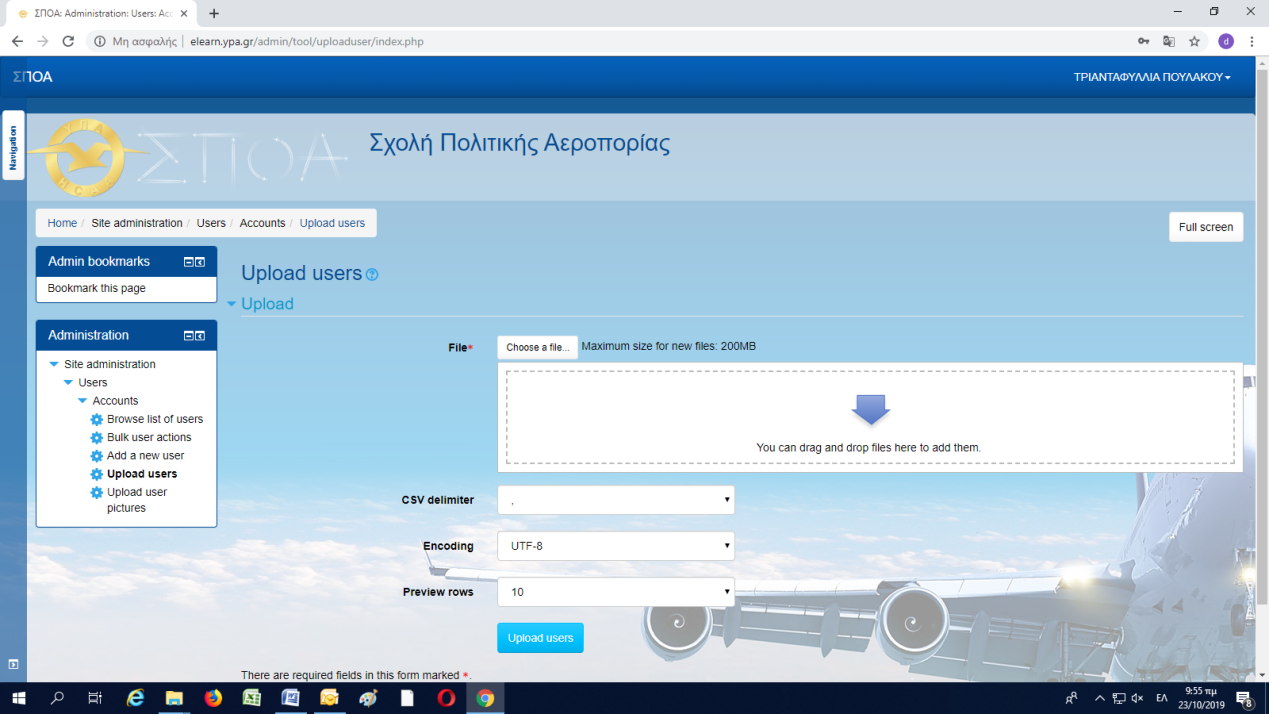 ΣΠΟΑ: Administration: Users: Acc
Μη ασφαλής | elearn.ypa.gr/admin/tool/uploaduser/index.php
d
ΣΠΟΑ
ΤΡΙΑΝΤΑΦΥΛΛΙΑ ΠΟΥΛΑΚΟΥ
Navigation
ΥΠΑ
HCAA
ΣΠΟΑ
Σχολή Πολιτικής Αεροπορίας
Home / Site administration / Users / Accounts / Upload users
Full screen
Admin bookmarks
Bookmark this page
Administration
Site administration
Users
Accounts
Browse list of users
Bulk user actions
Add a new user
Upload users
Upload user
pictures
Upload users
Upload
File*
Choose a file...
Maximum size for new files: 200MB
You can drag and drop files here to add them.
CSV delimiter
,
Encoding
UTF-8
Preview rows
10
Upload users
There are required fields in this form marked *.
ΕΛ
9:55 πμ
23/10/2019
8